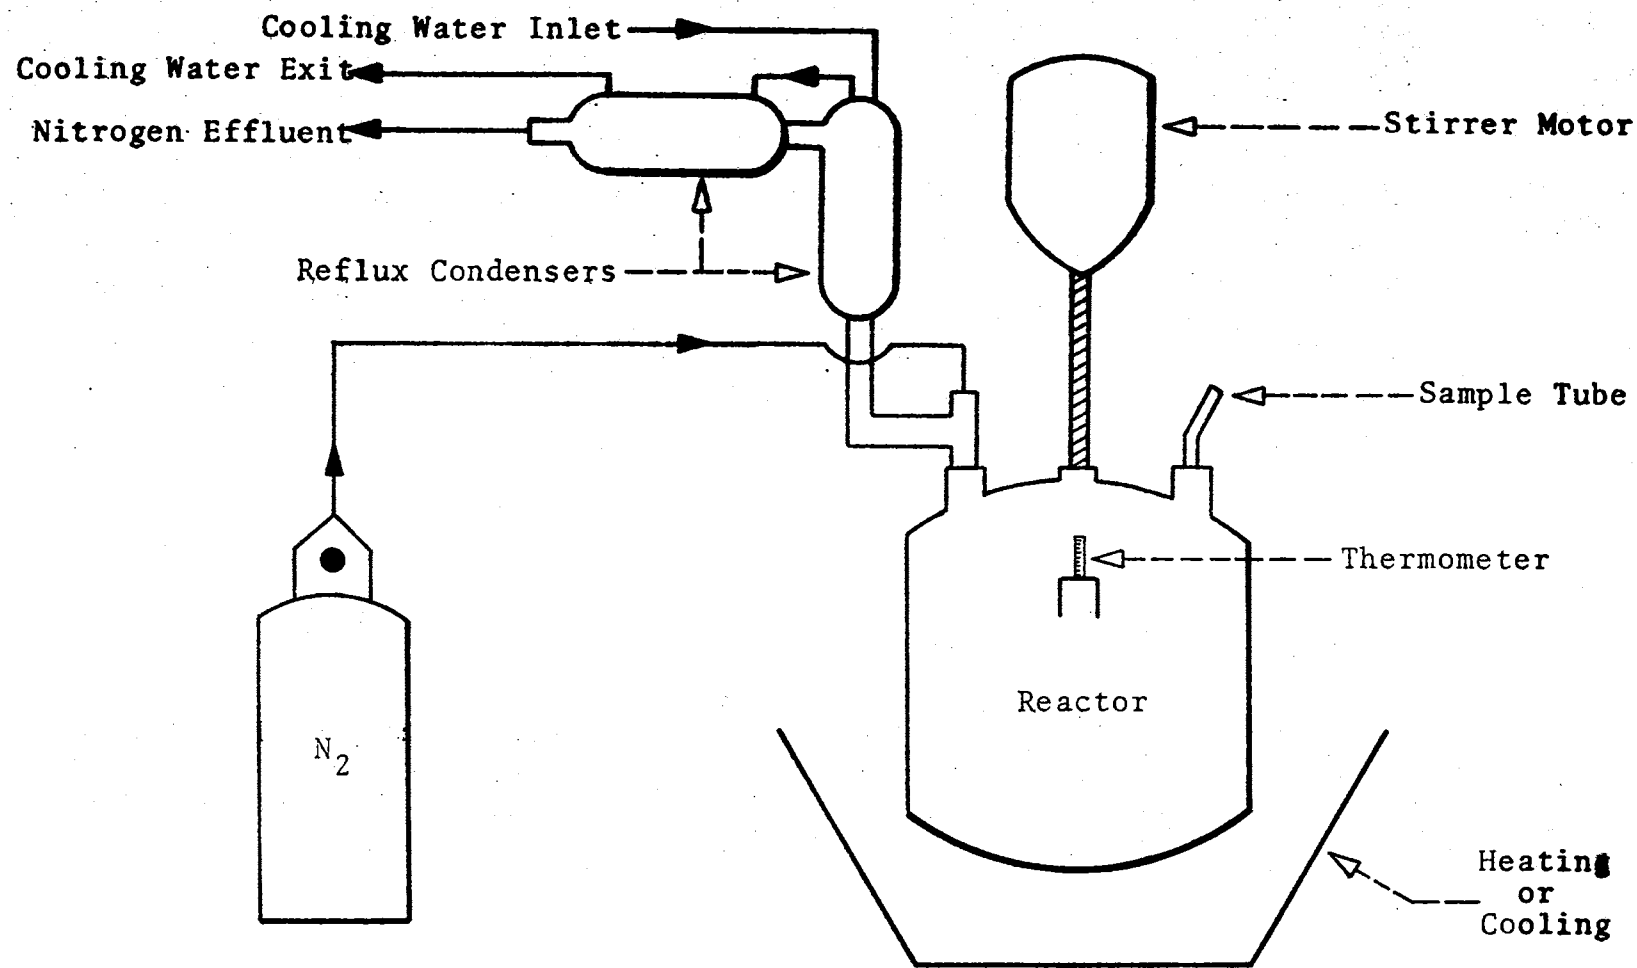 Cooling Water Inlet
Cooling Water Exit
Nitrogen Effluent
Stirrer Motor
Reflux Condensers
Sample Tube
Thermometer
Reactor
N2
Heating
or
Cooling